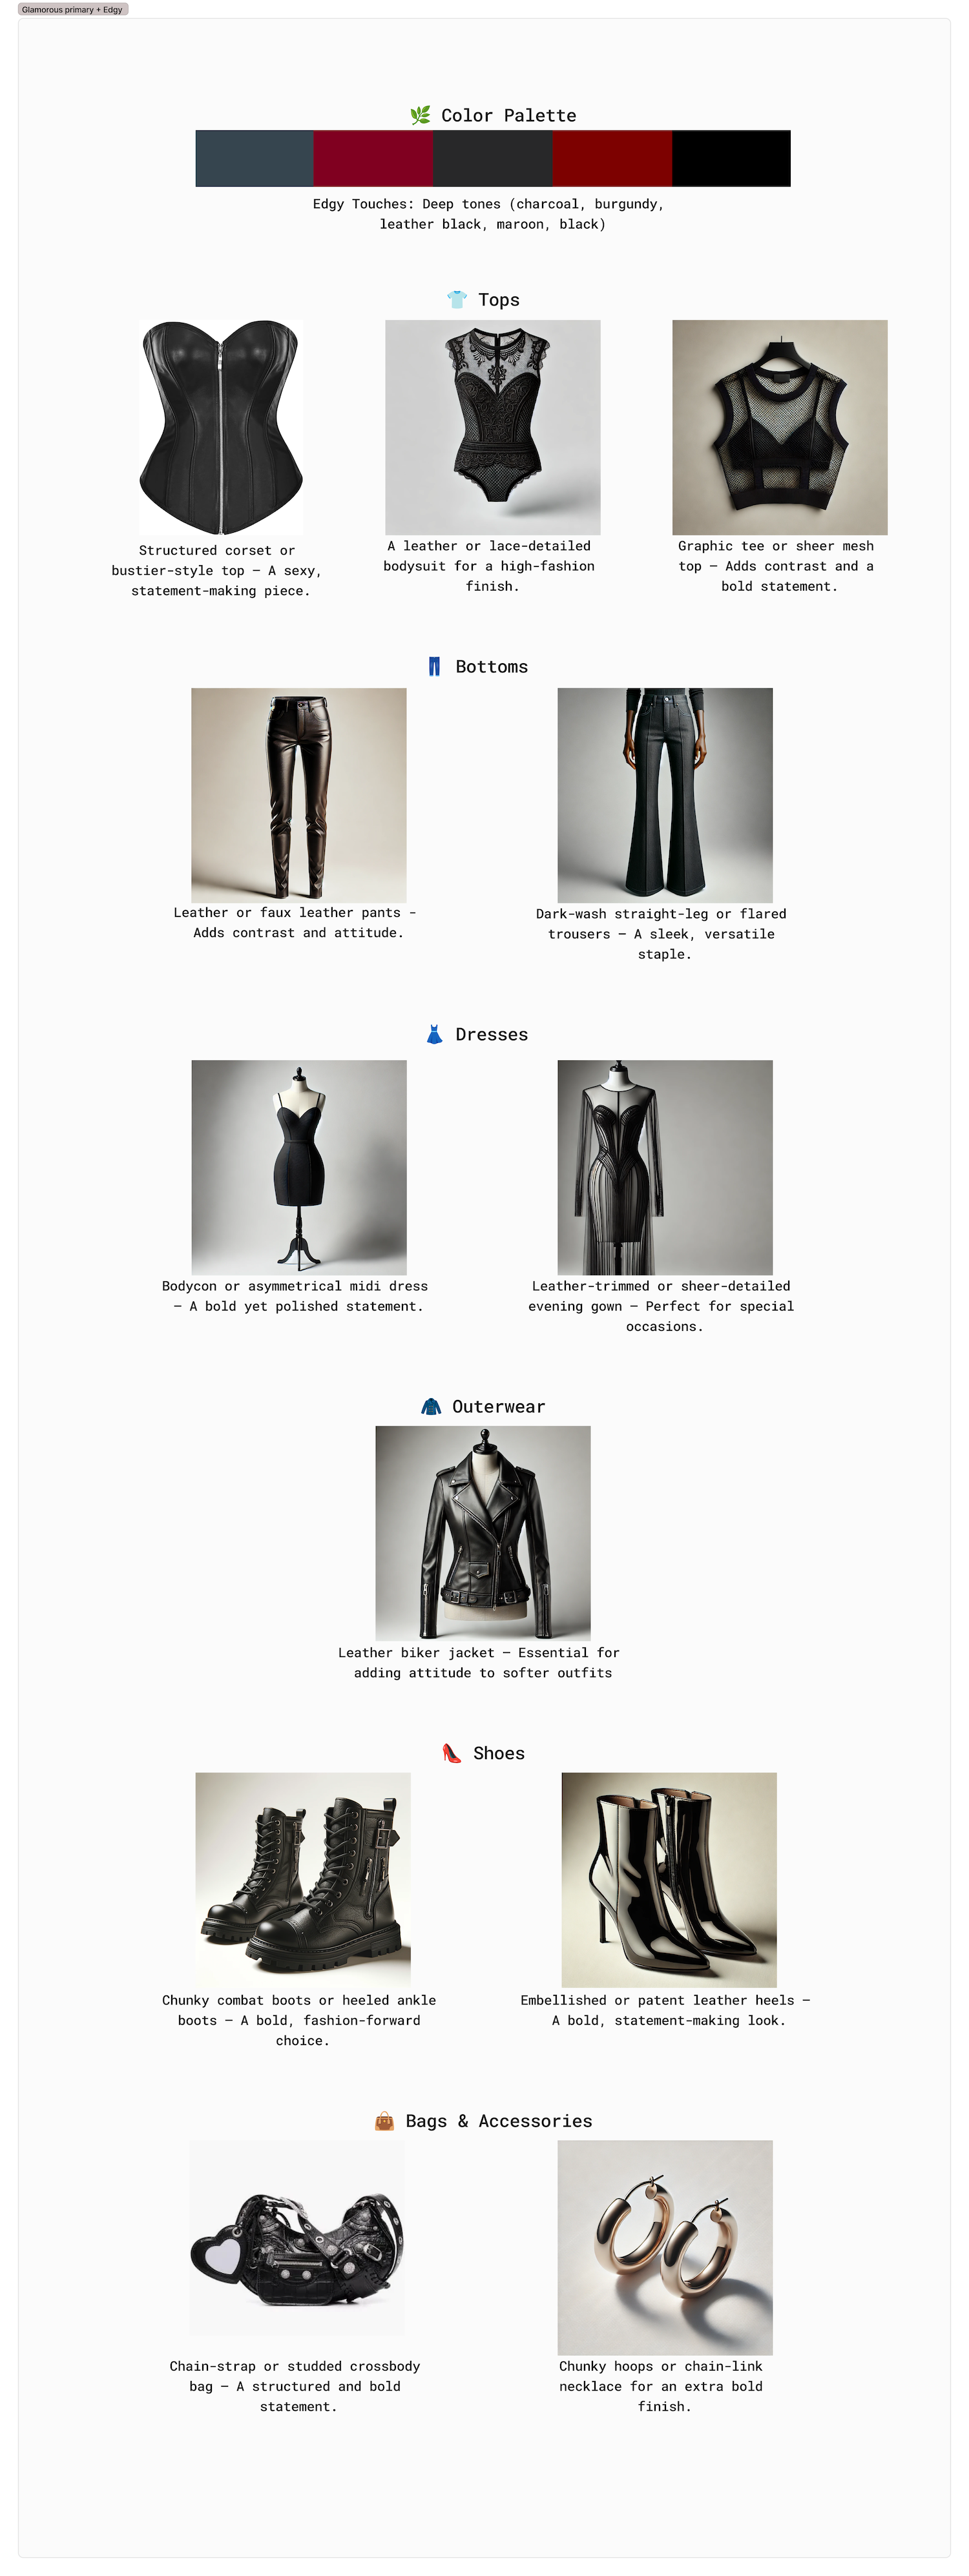 Glamorous primary + Edgy
🌿 Color Palette
Edgy Touches: Deep tones (charcoal, burgundy,
leather black, maroon, black)
👕 Tops
Structured corset or
bustier-style top – A sexy,
statement-making piece.
A leather or lace-detailed
bodysuit for a high-fashion
finish.
Graphic tee or sheer mesh
top – Adds contrast and a
bold statement.
👖 Bottoms
Leather or faux leather pants -
Adds contrast and attitude.
Dark-wash straight-leg or flared
trousers – A sleek, versatile
staple.
👗 Dresses
Bodycon or asymmetrical midi dress
– A bold yet polished statement.
Leather-trimmed or sheer-detailed
evening gown – Perfect for special
occasions.
🧥 Outerwear
Leather biker jacket – Essential for
adding attitude to softer outfits
👠 Shoes
Chunky combat boots or heeled ankle
boots – A bold, fashion-forward
choice.
Embellished or patent leather heels –
A bold, statement-making look.
👜 Bags & Accessories
Chain-strap or studded crossbody
bag – A structured and bold
statement.
Chunky hoops or chain-link
necklace for an extra bold
finish.